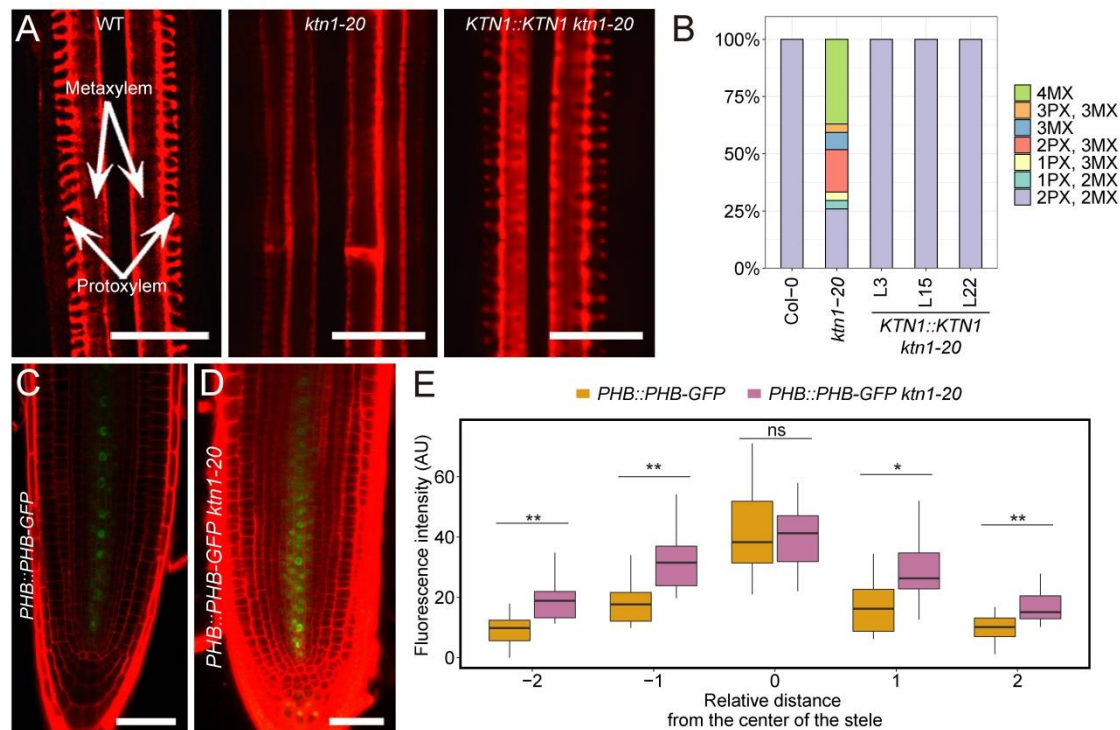 A
WT
ktn1-20
KTN1::KTN1 ktn1-20
Metaxylem
Protoxylem
B
100%
75%
50%
25%
0%
Col-0
ktn1-20
L3
L15
L22
KTN1::KTN1
ktn1-20
4MX
3PX, 3MX
3MX
2PX, 3MX
1PX, 3MX
1PX, 2MX
2PX, 2MX
C
PHB::PHB-GFP
D
PHB::PHB-GFP ktn1-20
E
PHB::PHB-GFP
PHB::PHB-GFP ktn1-20
Fluorescence intensity (AU)
60
40
20
0
**
**
ns
*
**
−2
−1
0
1
2
Relative distance
from the center of the stele